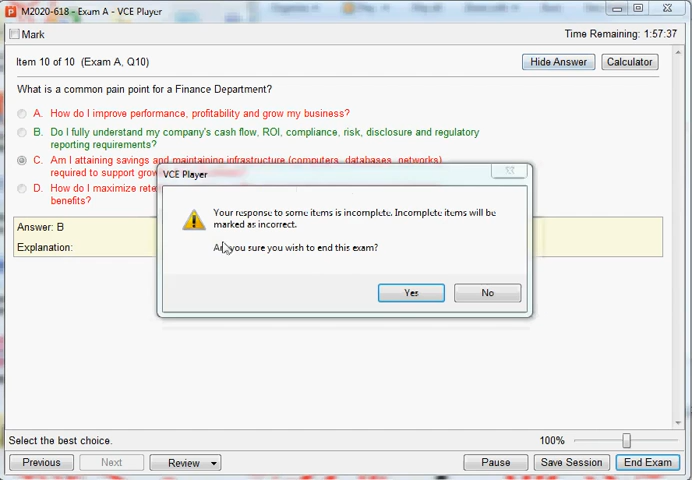 M2020-618 - Exam A - VCE Player
Mark
Time Remaining: 1:57:37
Item 10 of 10 (Exam A, Q10)
Hide Answer
Calculator
What is a common pain point for a Finance Department?
A. How do I improve performance, profitability and grow my business?
B. Do I fully understand my company's cash flow, ROI, compliance, risk, disclosure and regulatory
reporting requirements?
C. Am I attaining savings and maintaining infrastructure (computers, databases, networks)
required to support
D. How do I maximize
benefits?
Answer: B
Explanation:
VCE Player
Your response to some items is incomplete. Incomplete items will be
marked as incorrect.
Are you sure you wish to end this exam?
Yes
No
Select the best choice.
100%
Previous
Next
Review
Pause
Save Session
End Exam